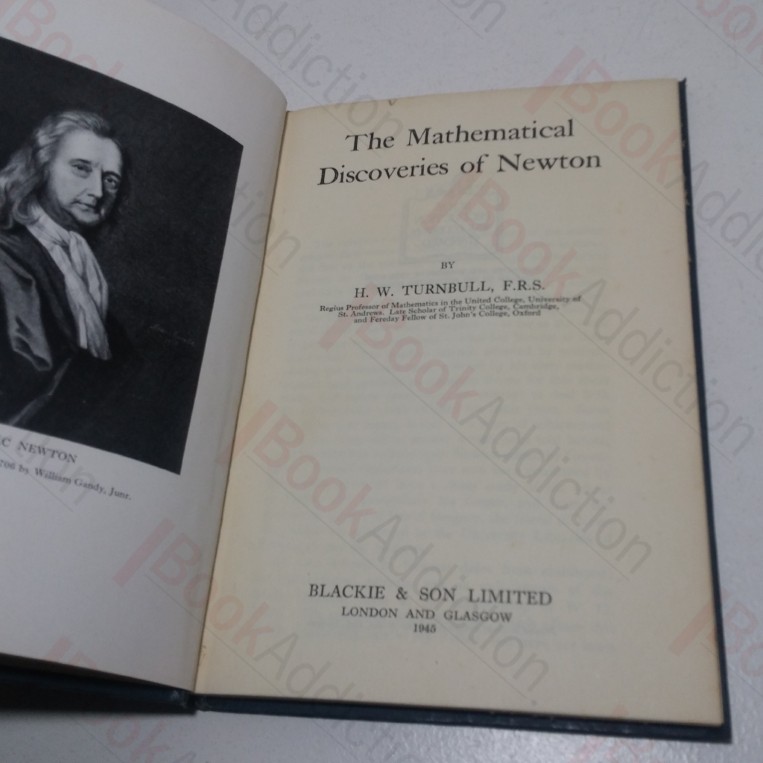 C NEWTON
706 by William Gandy, Junr.
The Mathematical
Discoveries of Newton
BY
H. W. TURNBULL, F.R.S.
Regius Professor of Mathematics in the United College, University of
St. Andrews. Late Scholar of Trinity College, Cambridge,
and Fereday Fellow of St. John's College, Oxford
BLACKIE & SON LIMITED
LONDON AND GLASGOW
1945
BookAddiction